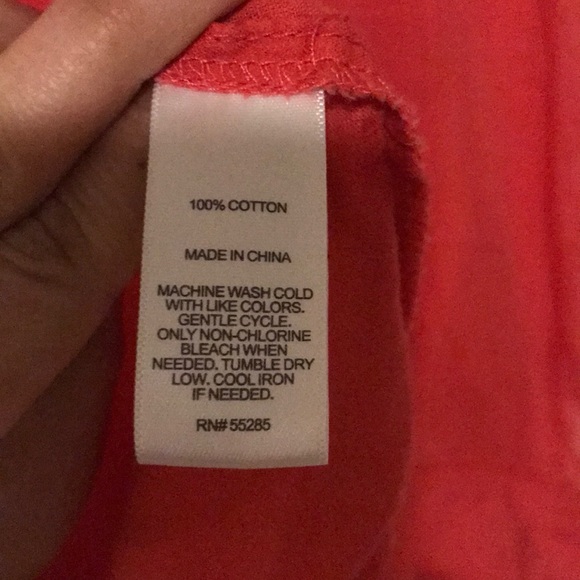 100% COTTON
MADE IN CHINA
MACHINE WASH COLD
WITH LIKE COLORS.
GENTLE CYCLE.
ONLY NON-CHLORINE
BLEACH WHEN
NEEDED. TUMBLE DRY
LOW. COOL IRON
IF NEEDED.
RN# 55285